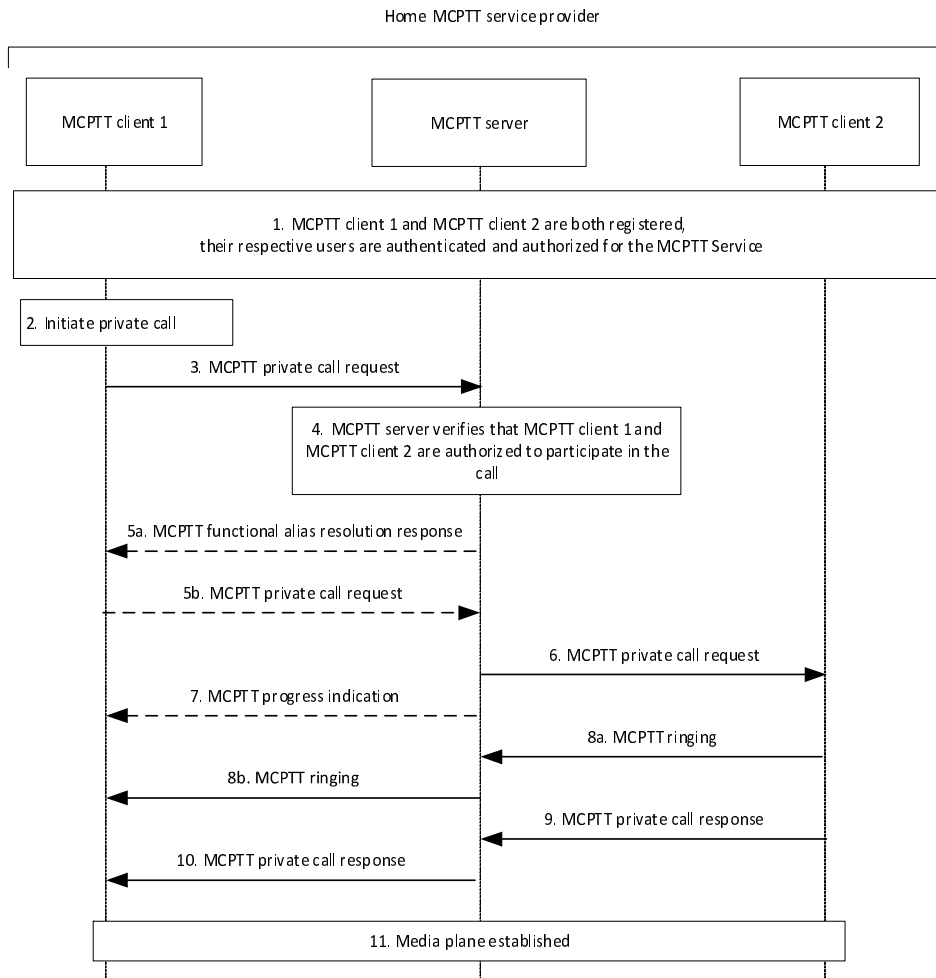 Home MCPTT service provider
MCPTT client 1
MCPTT server
MCPTT client 2
1. MCPTT client 1 and MCPTT client 2 are both registered,
their respective users are authenticated and authorized for the MCPTT Service
2. Initiate private call
3. MCPTT private call request
4. MCPTT server verifies that MCPTT client 1 and
MCPTT client 2 are authorized to participate in the
call
5a. MCPTT functional alias resolution response
5b. MCPTT private call request
6. MCPTT private call request
7. MCPTT progress indication
8a. MCPTT ringing
8b. MCPTT ringing
9. MCPTT private call response
10. MCPTT private call response
11. Media plane established